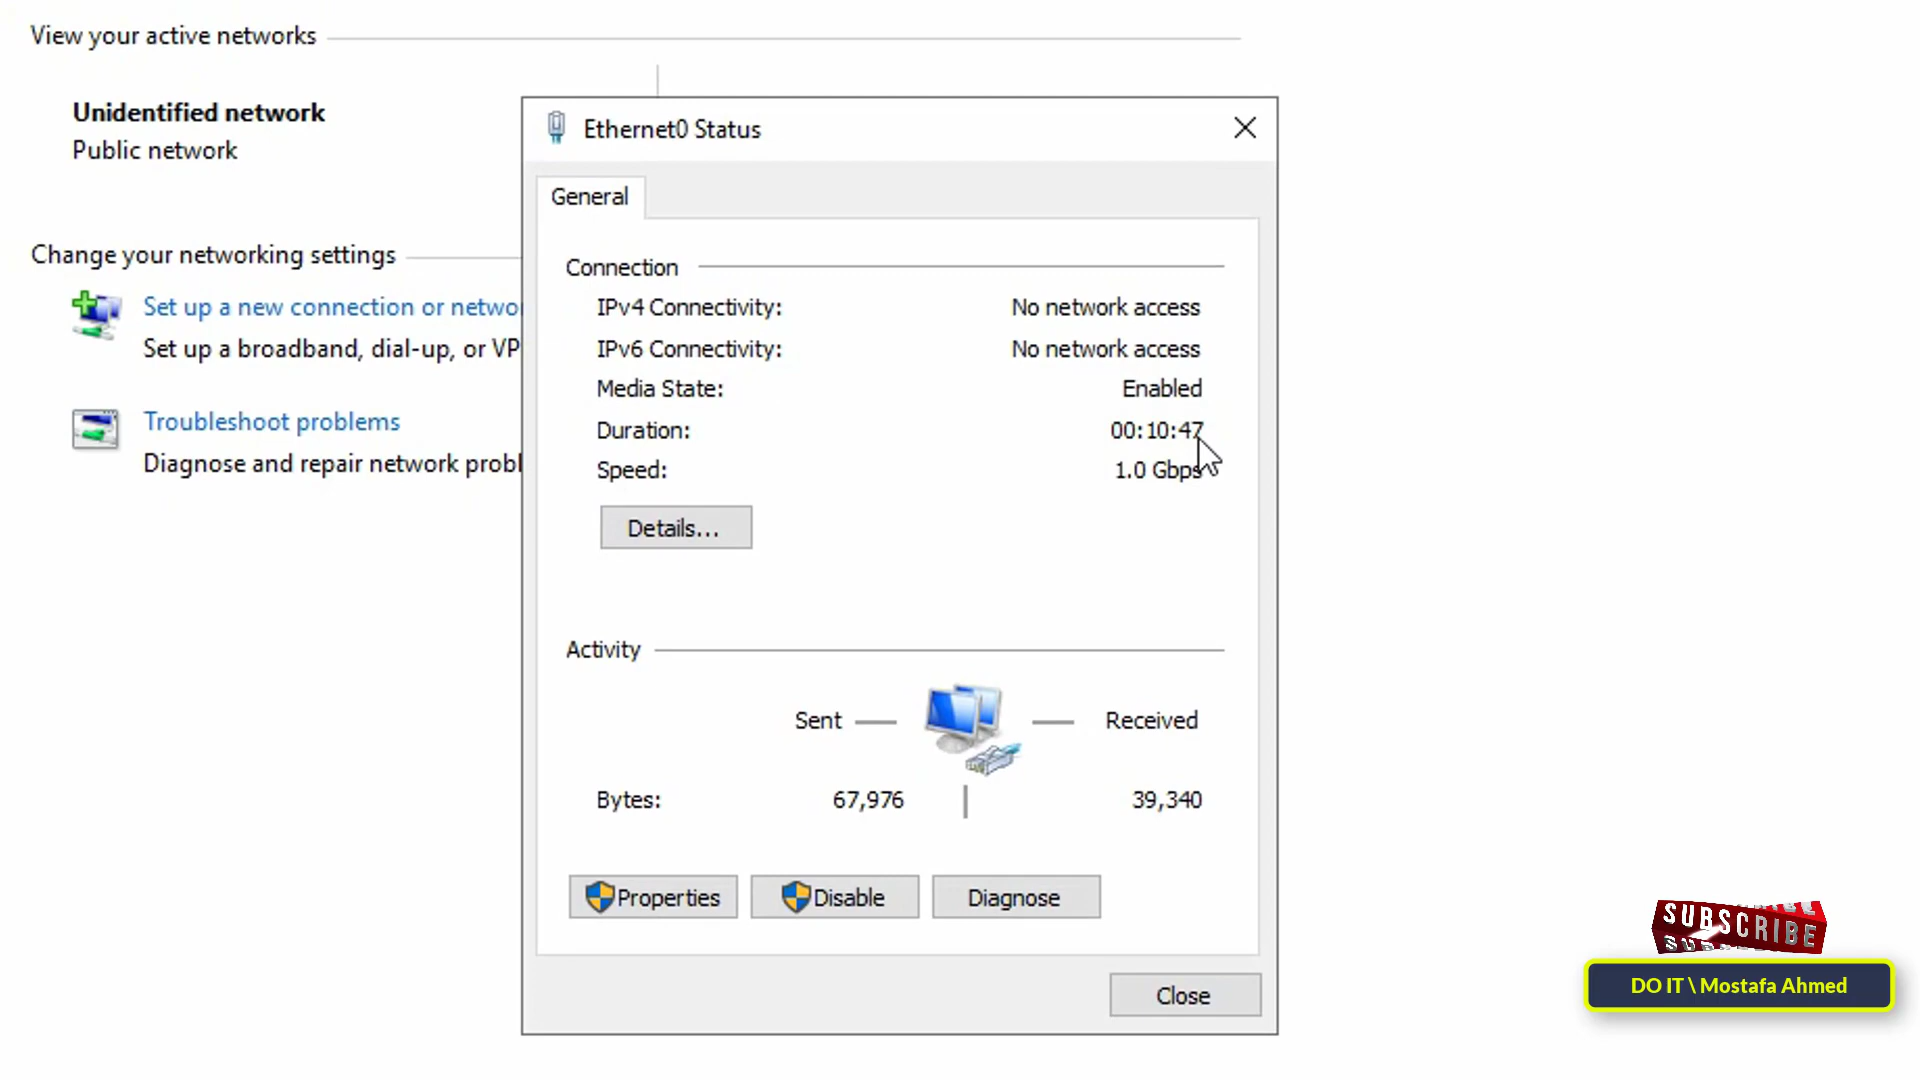 View your active networks
Unidentified network
Public network
Change your networking settings
Set up a new connection or netwo
Set up a broadband, dial-up, or VP
Troubleshoot problems
Diagnose and repair network probl
Ethernet0 Status
General
Connection
IPv4 Connectivity: No network access
IPv6 Connectivity: No network access
Media State: Enabled
Duration: 00:10:47
Speed: 1.0 Gbps
Details...
Activity
Sent Received
Bytes: 67,976 39,340
Properties Disable Diagnose
Close
SUBSCRIBE
DO IT \ Mostafa Ahmed